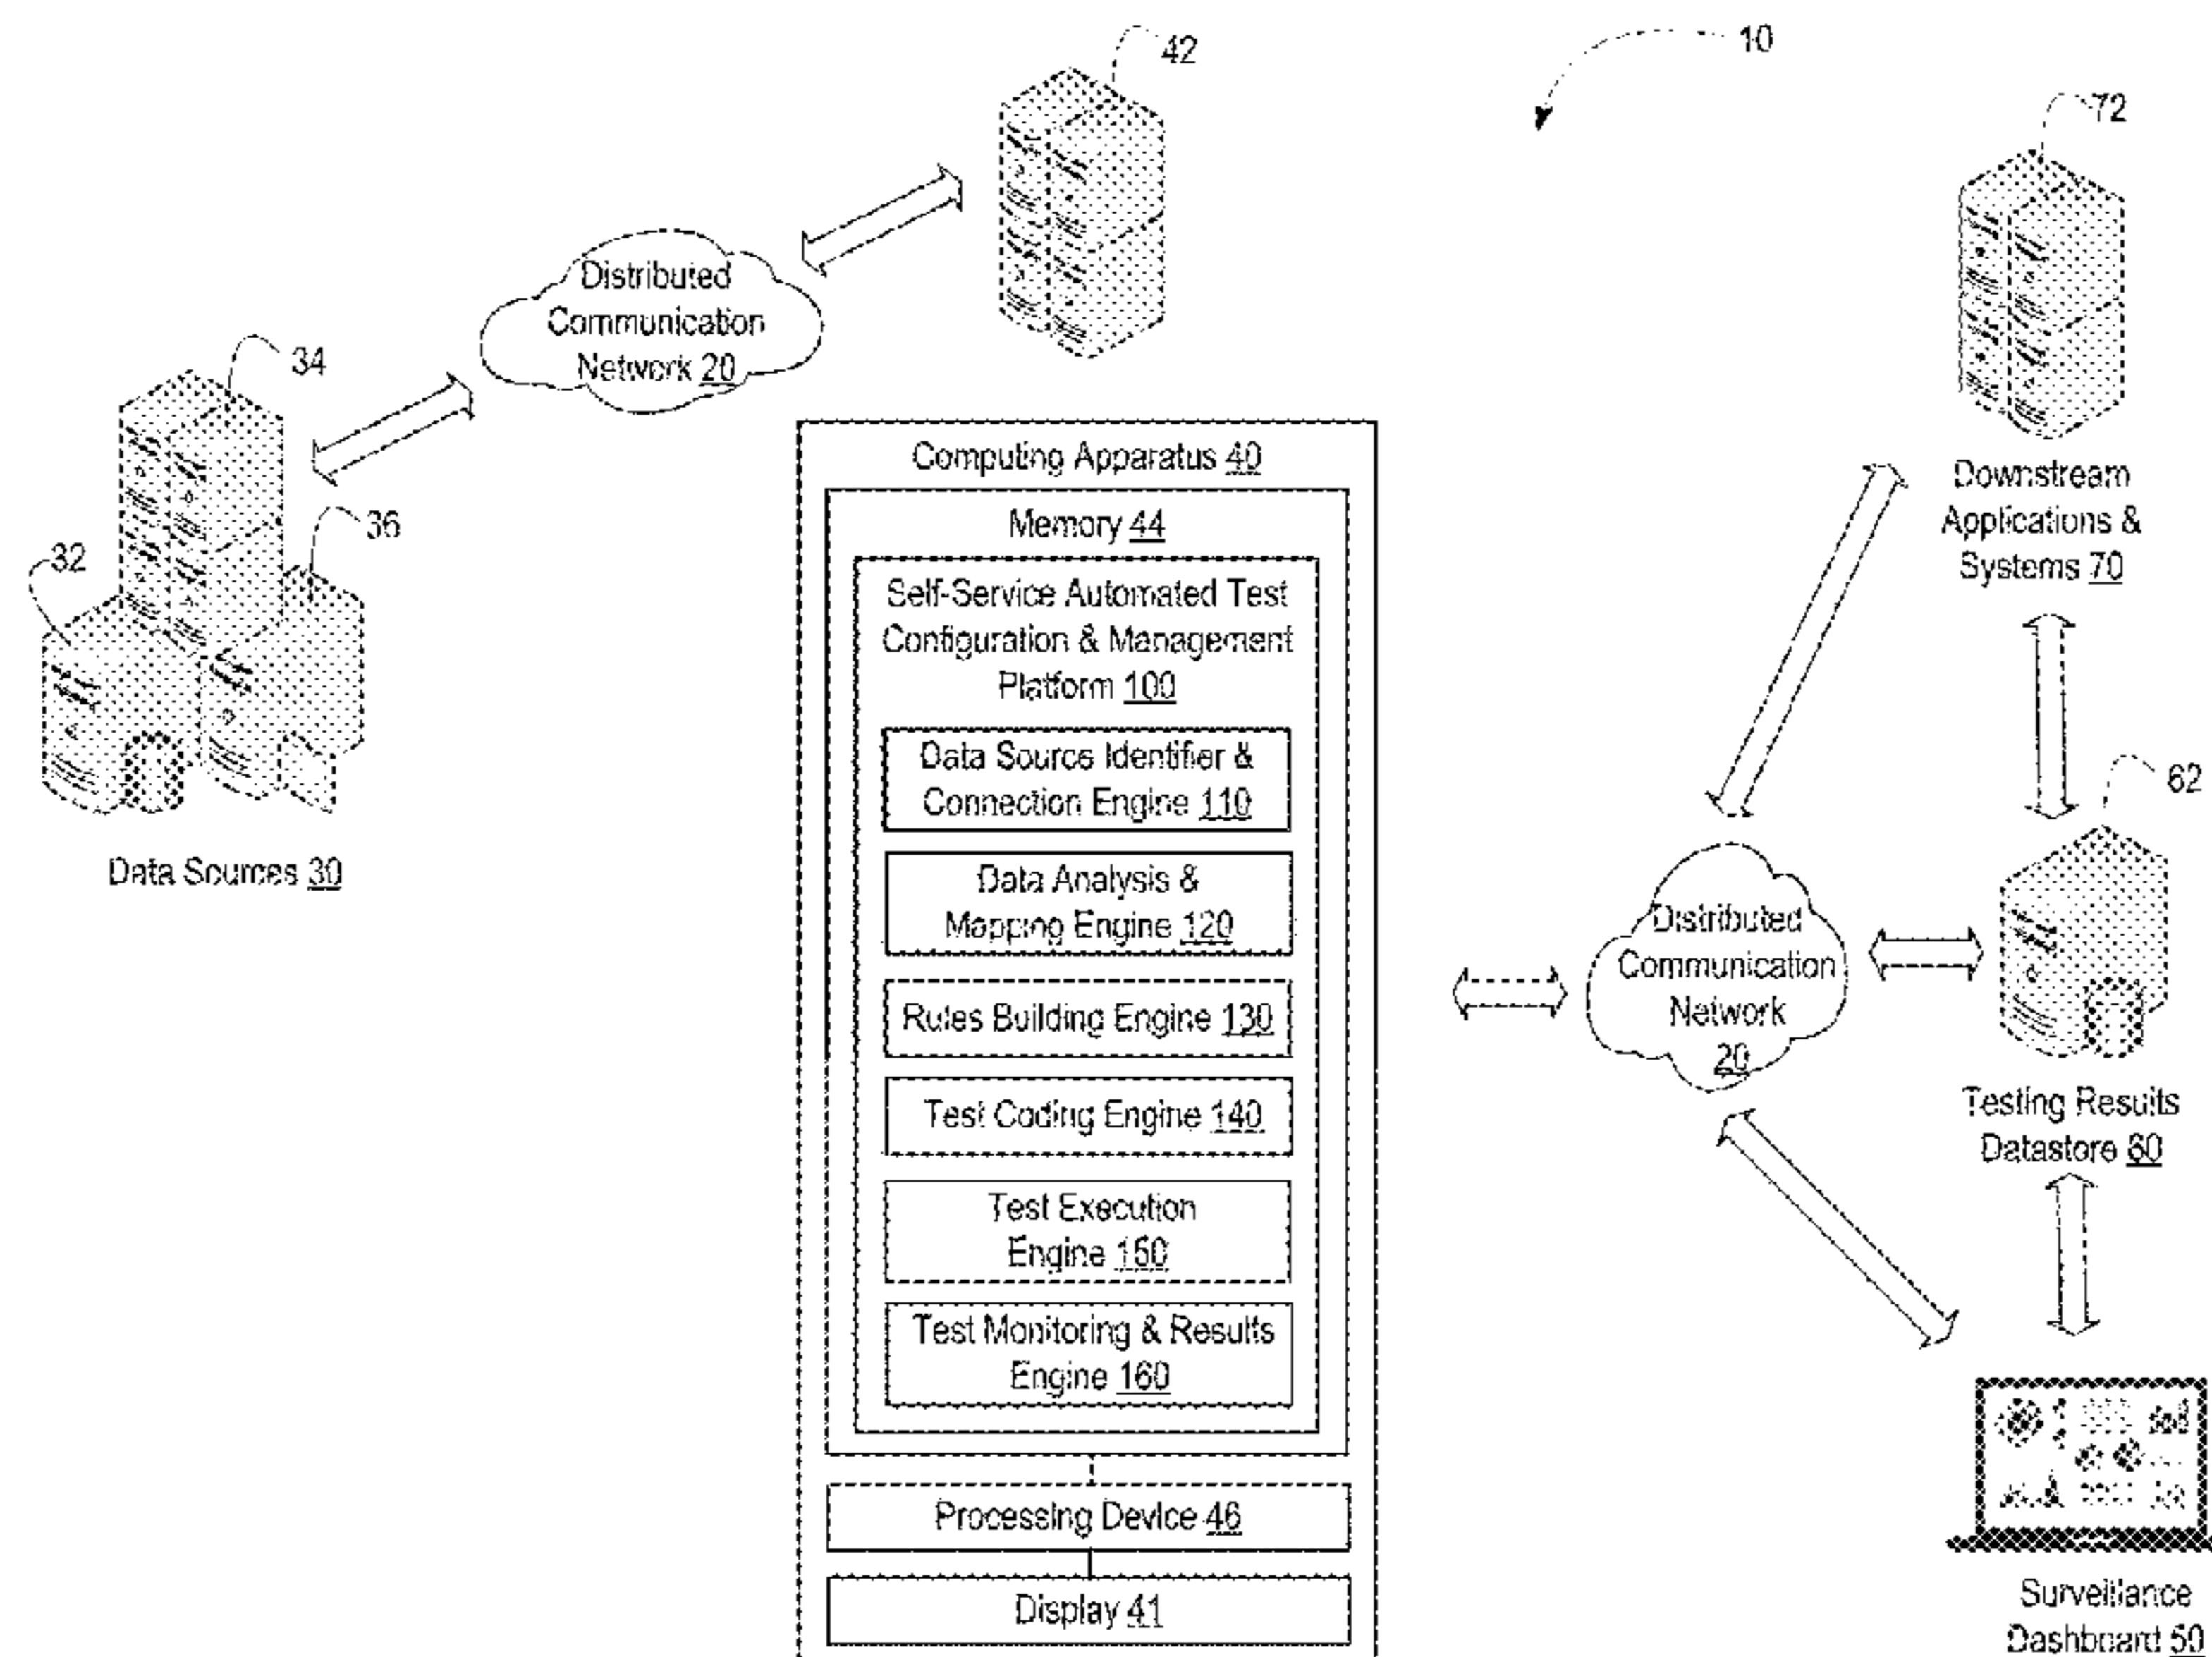 42
10
72
Distributed
Communication
Network 20
34
36
32
Data Sources 30
Computing Apparatus 40
Memory 44
Self-Service Automated Test
Configuration & Management
Platform 100
Data Source Identifier &
Connection Engine 110
Data Analysis &
Mapping Engine 120
Rules Building Engine 130
Test Coding Engine 140
Test Execution
Engine 150
Test Monitoring & Results
Engine 160
Processing Device 46
Display 41
Downstream
Applications &
Systems 70
62
Distributed
Communication
Network
20
Testing Results
Datastore 60
Surveillance
Dashboard 50